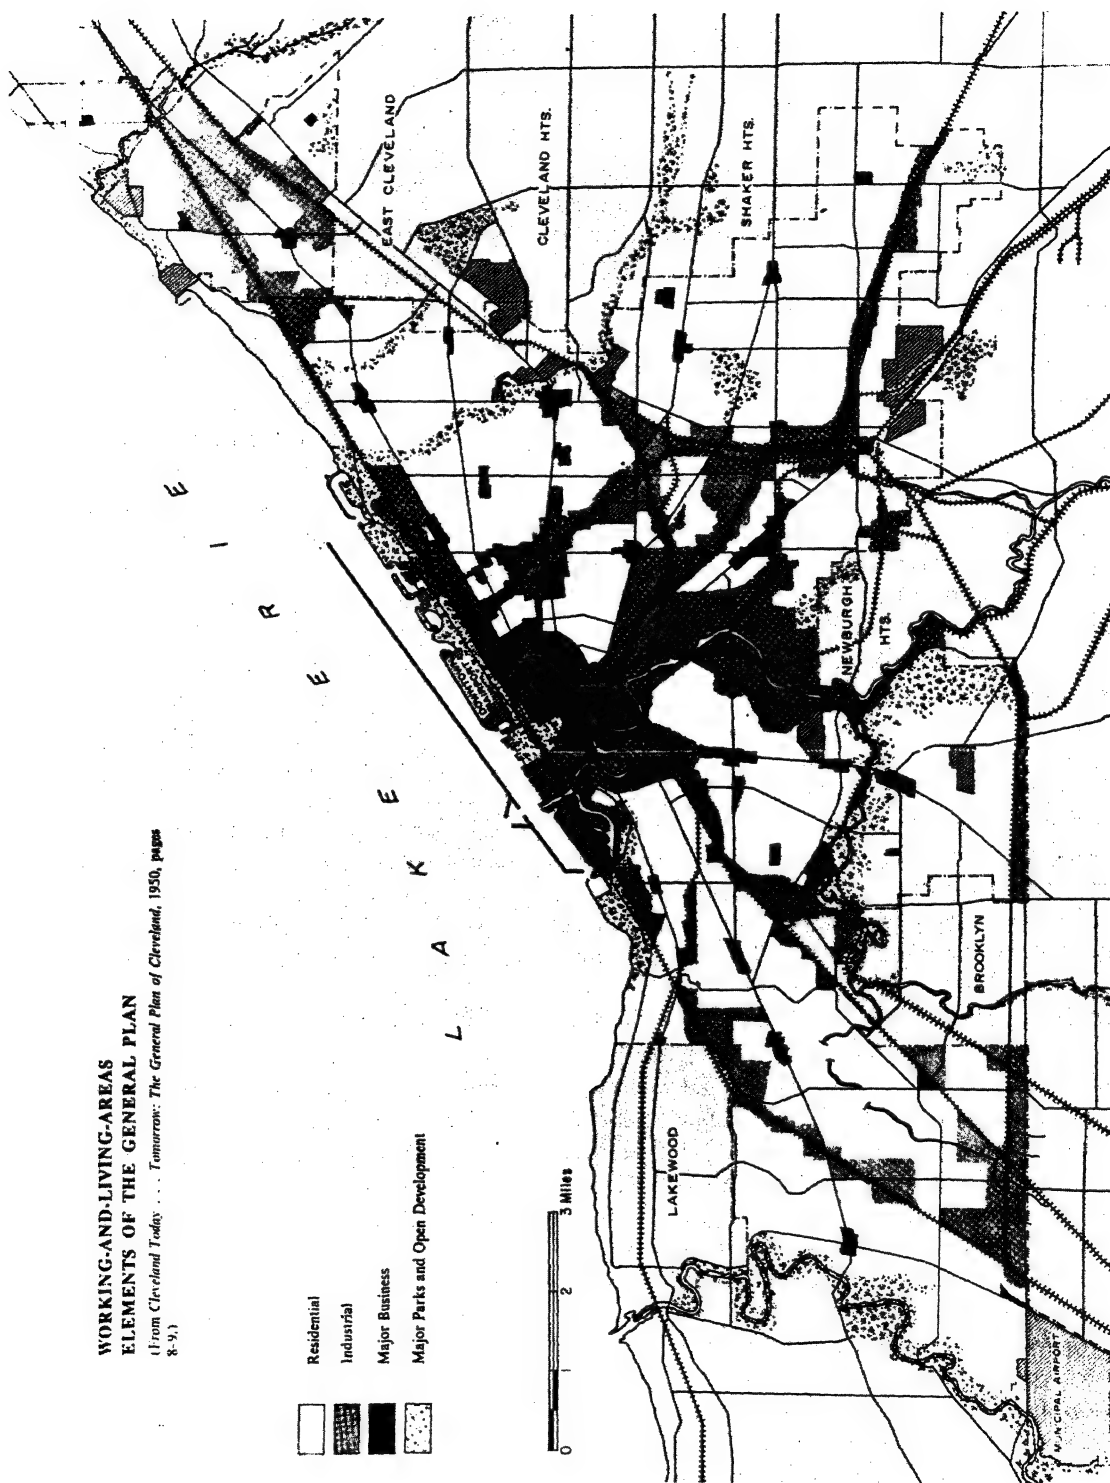 WORKING-AND-LIVING-AREAS
ELEMENTS OF THE GENERAL PLAN
(From Cleveland Today . . . Tomorrow: The General Plan of Cleveland, 1950, pages
8-9.)
Residential
Industrial
Major Business
Major Parks and Open Development
0 1 2 3 Miles
LAKE ERIE
EAST CLEVELAND
CLEVELAND HTS.
SHAKER HTS.
NEWBURGH
HTS.
BROOKLYN
LAKEWOOD
MUNICIPAL AIRPORT